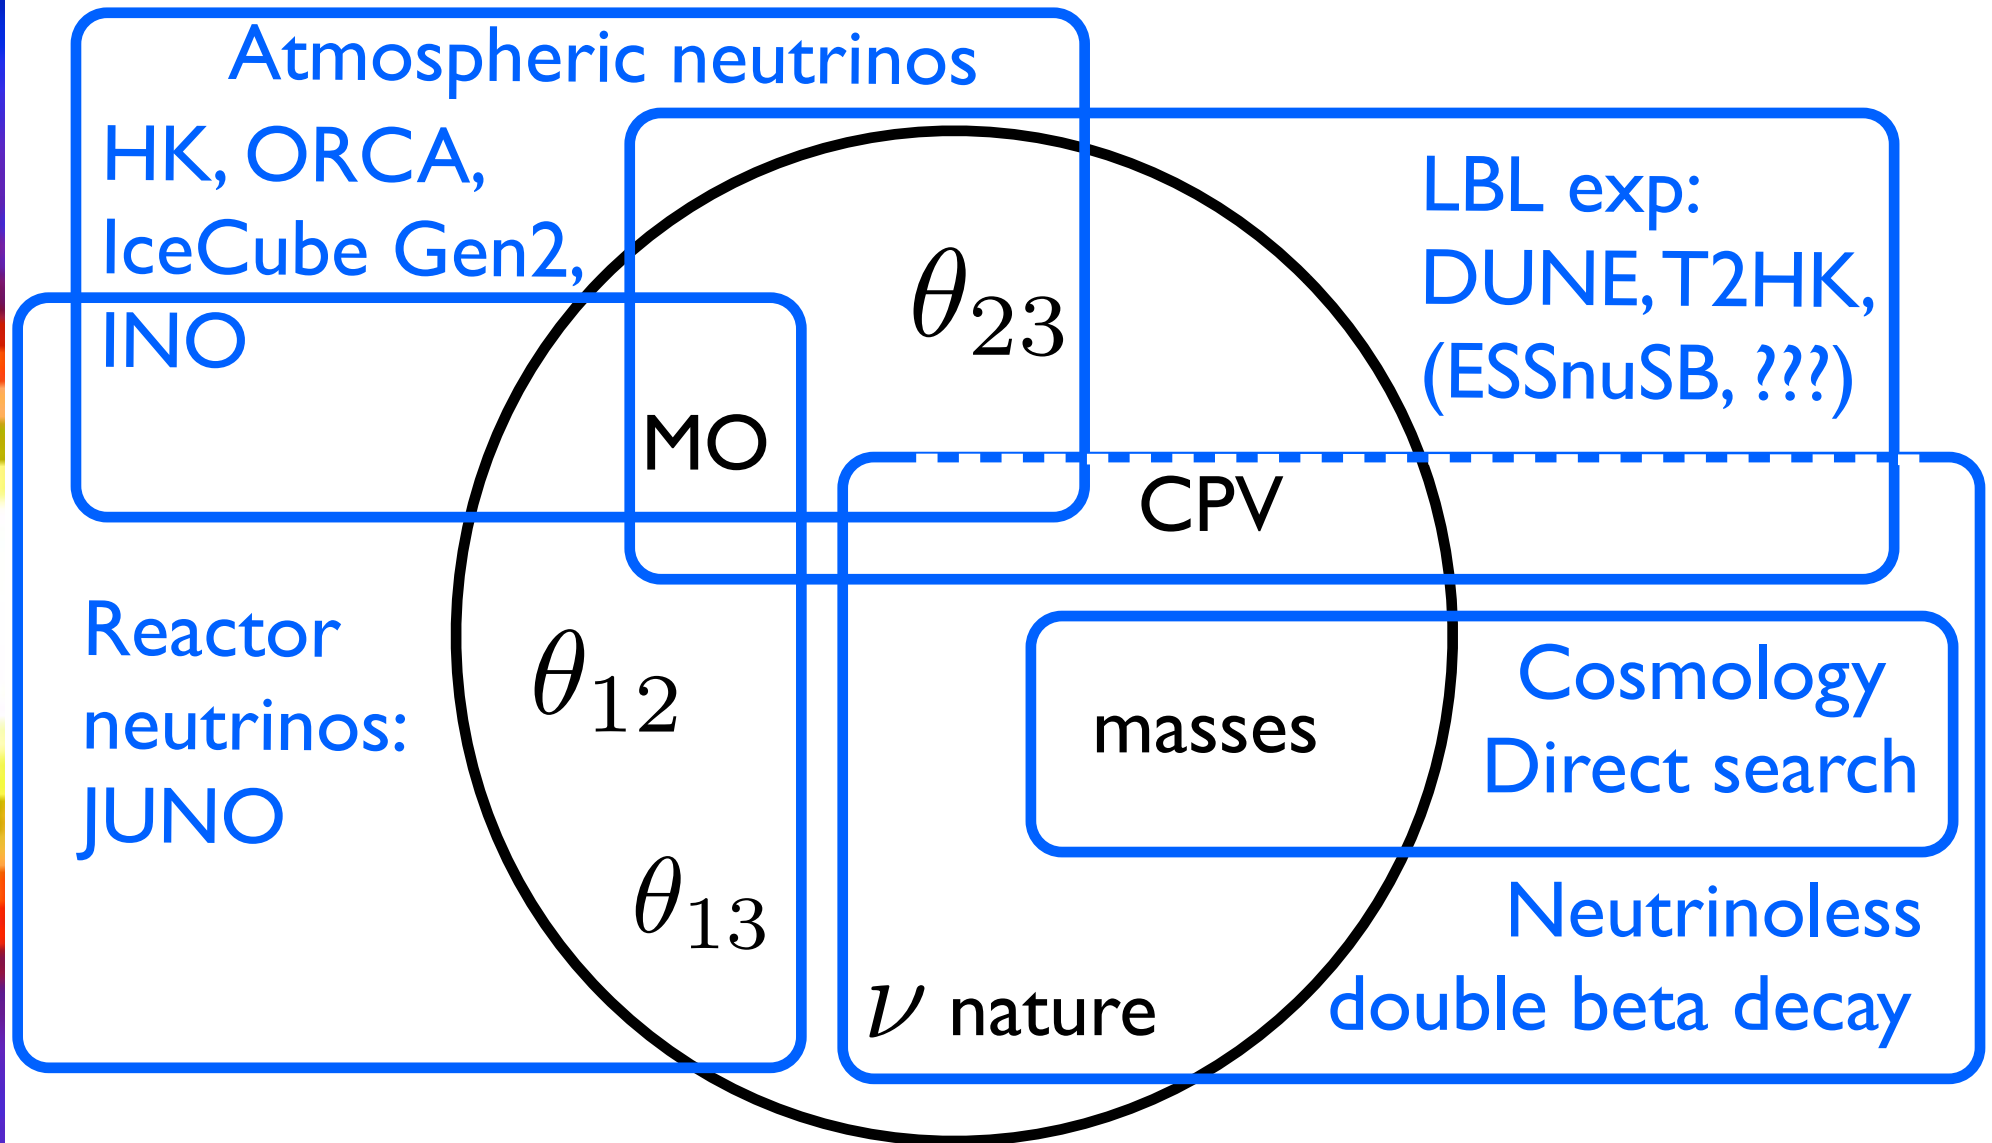 Atmospheric neutrinos
HK, ORCA,
IceCube Gen2,
INO
LBL exp:
DUNE, T2HK,
(ESSnuSB, ???)
θ₂₃
MO
CPV
Reactor
neutrinos:
JUNO
θ₁₂
θ₁₃
masses
Cosmology
Direct search
Neutrinoless
double beta decay
ν nature